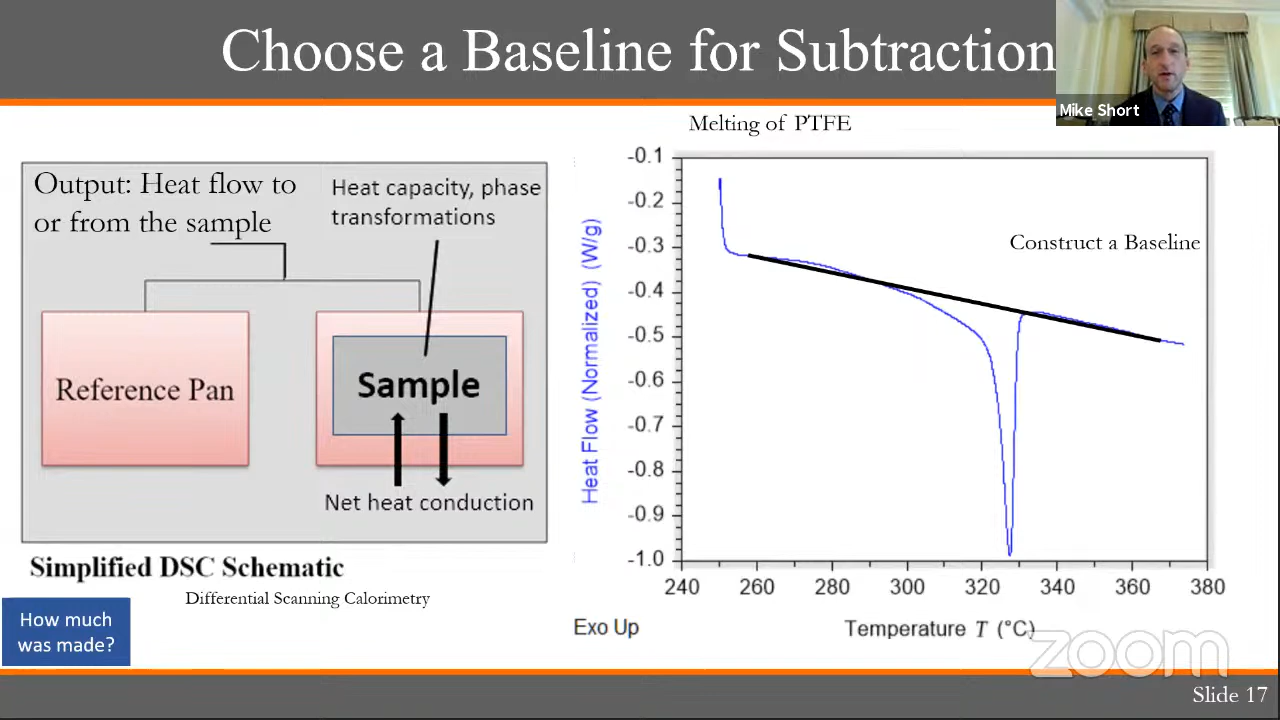 Choose a Baseline for Subtraction
Mike Short
Output: Heat flow to
or from the sample
Heat capacity, phase
transformations
Reference Pan
Sample
Net heat conduction
Simplified DSC Schematic
Differential Scanning Calorimetry
How much
was made?
Melting of PTFE
Construct a Baseline
Heat Flow (Normalized) (W/g)
-0.1
-0.2
-0.3
-0.4
-0.5
-0.6
-0.7
-0.8
-0.9
-1.0
240 260 280 300 320 340 360 380
Exo Up
Temperature T (°C)
zoom
Slide 17